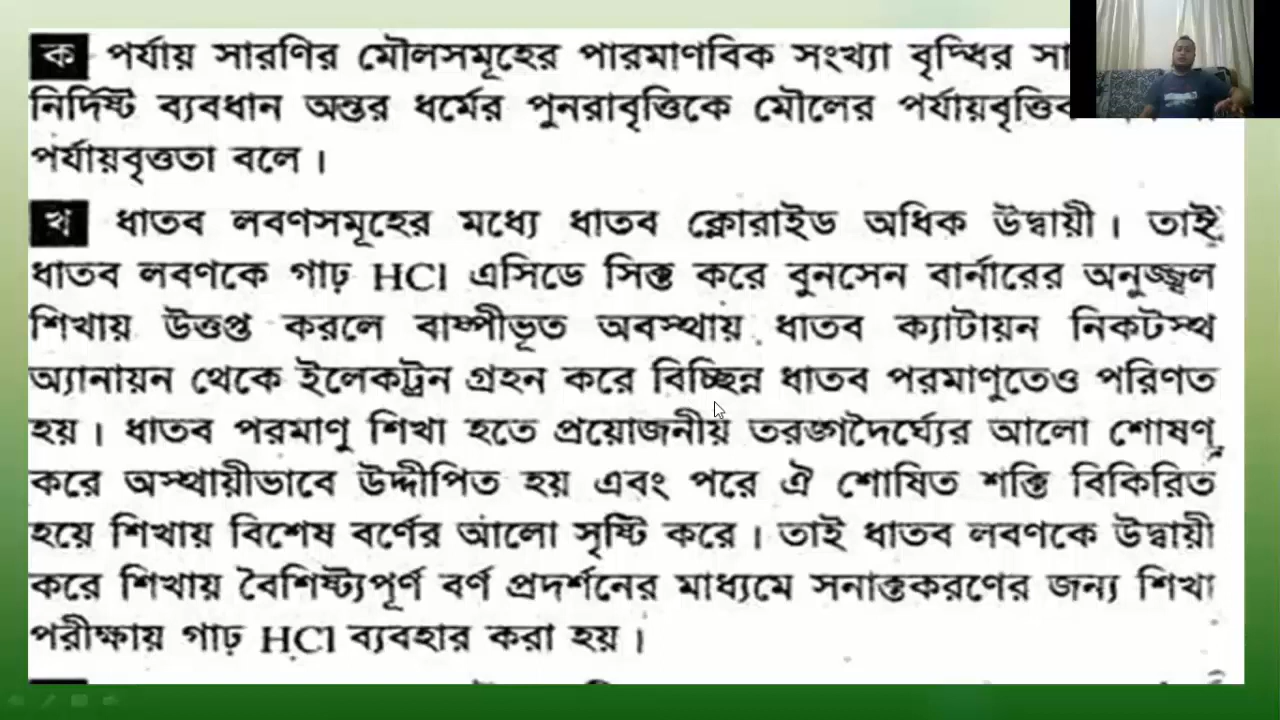 ক পর্যায় সারণির মৌলসমূহের পারমাণবিক সংখ্যা বৃদ্ধির
নির্দিষ্ট ব্যবধান অন্তর ধর্মের পুনরাবৃত্তিকে মৌলের
পর্যায়বৃত্ততা বলে।
খ ধাতব লবণসমূহের মধ্যে ধাতব ক্লোরাইড অধিক উদ্বায়ী। তাই
ধাতব লবণকে গাঢ় HCl এসিডে সিক্ত করে বুনসেন বার্নারের অনুজ্জ্বল
শিখায় উত্তপ্ত করলে বাষ্পীভূত অবস্থায় ধাতব ক্যাটায়ন নিকটস্থ
অ্যানায়ন থেকে ইলেকট্রন গ্রহন করে বিচ্ছিন্ন ধাতব পরমাণুতেও পরিণত
হয়। ধাতব পরমাণু শিখা হতে প্রয়োজনীয় তরঙ্গদৈর্ঘ্যের আলো শোষণ
করে অস্থায়ীভাবে উদ্দীপিত হয় এবং পরে ঐ শোষিত শক্তি বিকিরিত
হয়ে শিখায় বিশেষ বর্ণের আলো সৃষ্টি করে। তাই ধাতব লবণকে উদ্বায়ী
করে শিখায় বৈশিষ্ট্যপূর্ণ বর্ণ প্রদর্শনের মাধ্যমে সনাক্তকরণের জন্য শিখা
পরীক্ষায় গাঢ় HCl ব্যবহার করা হয়।